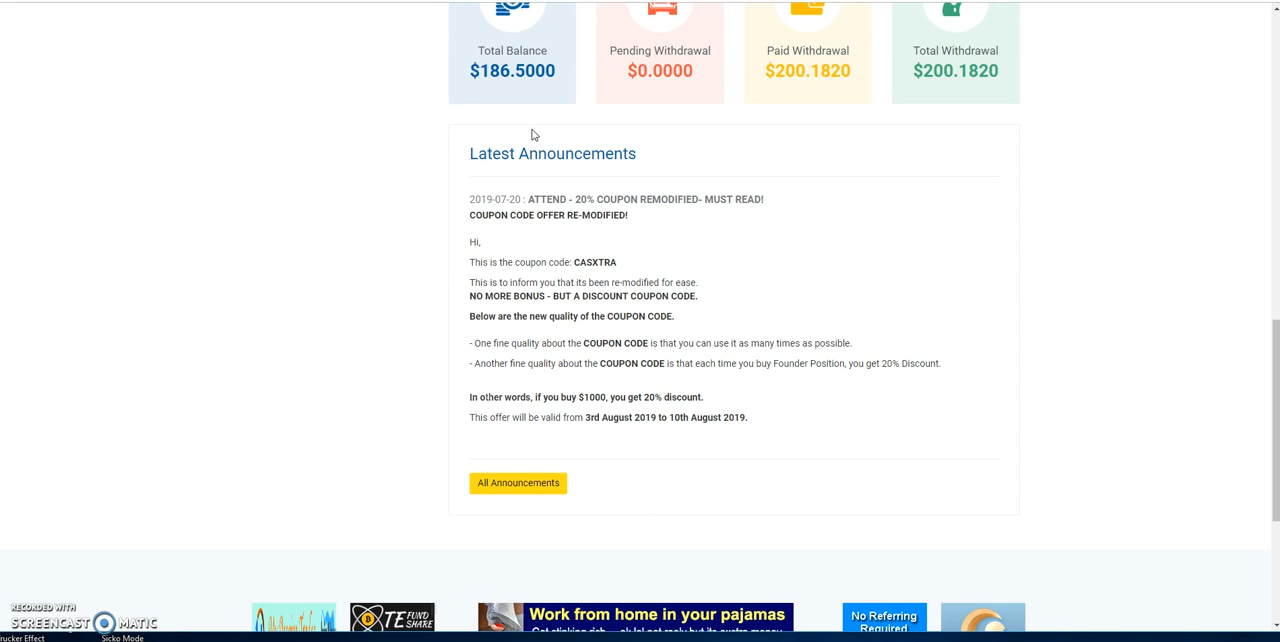 Total Balance
$186.5000
Pending Withdrawal
$0.0000
Paid Withdrawal
$200.1820
Total Withdrawal
$200.1820
Latest Announcements
2019-07-20 : ATTEND - 20% COUPON REMODIFIED- MUST READ!
COUPON CODE OFFER RE-MODIFIED!
Hi,
This is the coupon code: CASXTRA
This is to inform you that its been re-modified for ease.
NO MORE BONUS - BUT A DISCOUNT COUPON CODE.
Below are the new quality of the COUPON CODE.
- One fine quality about the COUPON CODE is that you can use it as many times as possible.
- Another fine quality about the COUPON CODE is that each time you buy Founder Position, you get 20% Discount.
In other words, if you buy $1000, you get 20% discount.
This offer will be valid from 3rd August 2019 to 10th August 2019.
All Announcements
RECORDED WITH
SCREENCAST MATIC
TE FUND
SHARE
Work from home in your pajamas
No Referring
Required
rucker Effect
Sicko Mode